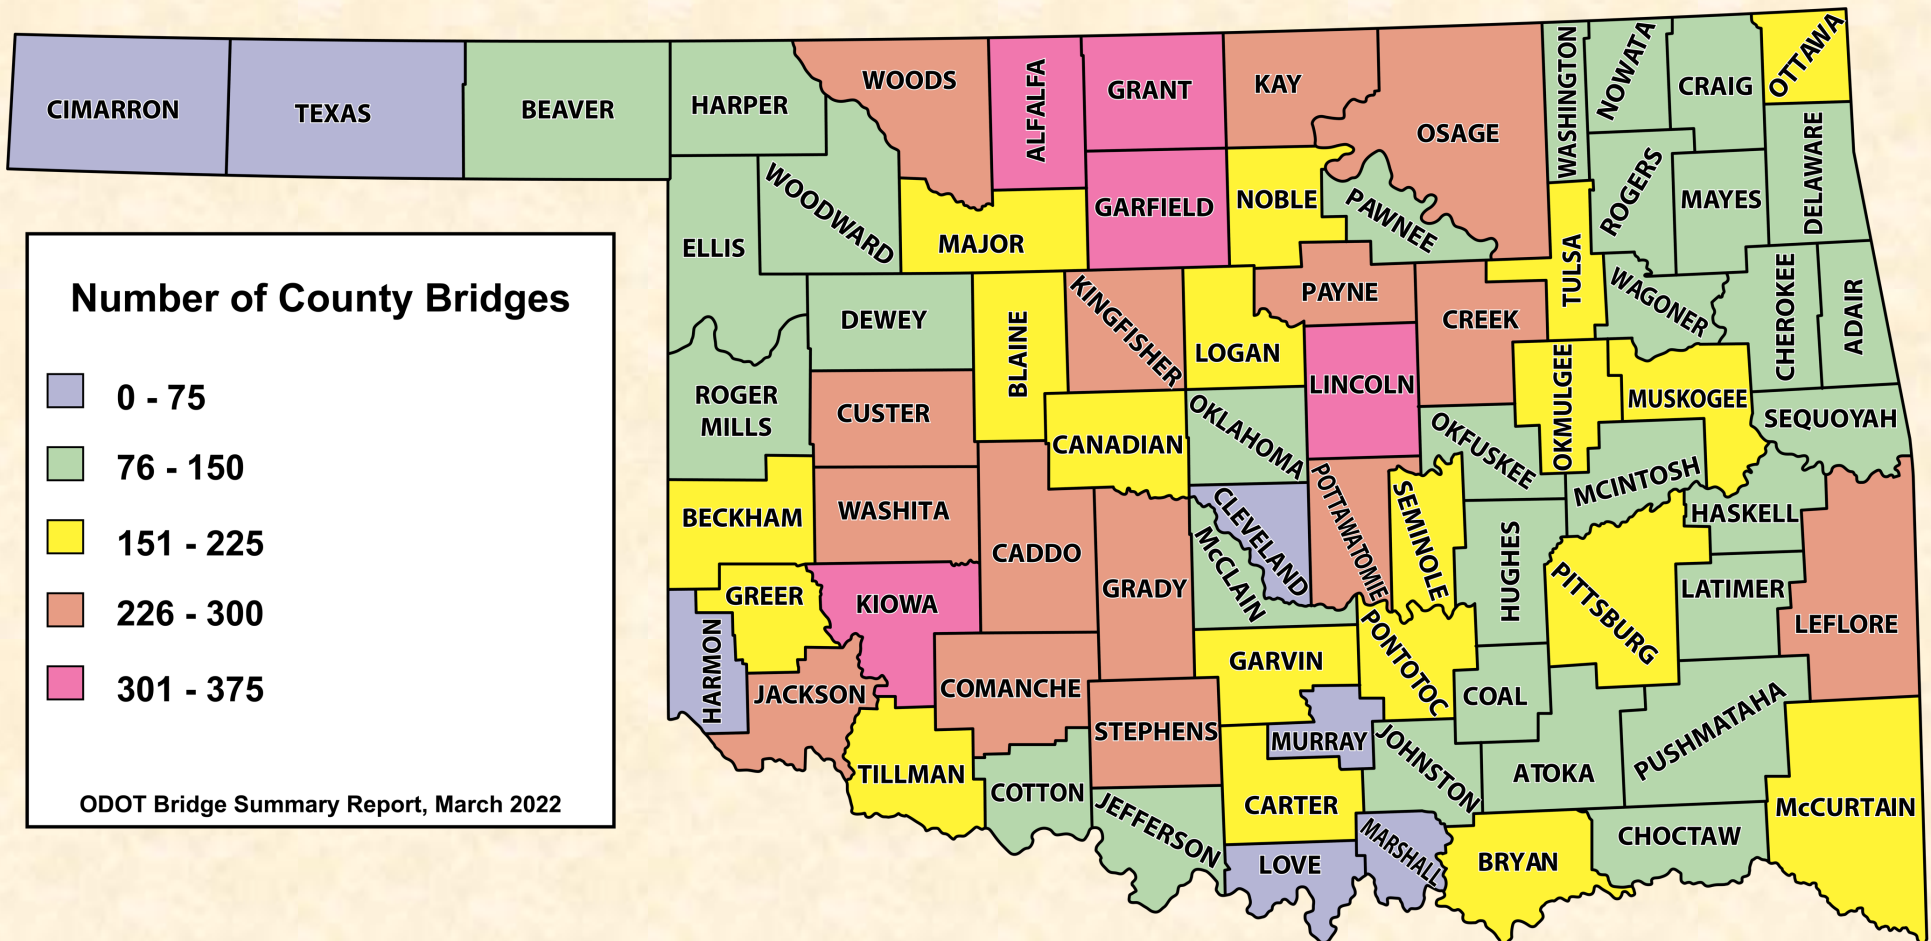 CIMARRON
TEXAS
BEAVER
HARPER
WOODS
ALFALFA
GRANT
KAY
OSAGE
WASHINGTON
NOWATA
CRAIG
OTTAWA
ELLIS
WOODWARD
MAJOR
GARFIELD
NOBLE
PAWNEE
TULSA
ROGERS
MAYES
DELAWARE
DEWEY
BLAINE
KINGFISHER
LOGAN
PAYNE
CREEK
WAGONER
CHEROKEE
ADAIR
ROGER
MILLS
CUSTER
CANADIAN
OKLAHOMA
LINCOLN
OKFUSKEE
OKMULGEE
MUSKOGEE
SEQUOYAH
BECKHAM
WASHITA
CADDO
GRADY
McCLAIN
CLEVELAND
POTTAWATOMIE
SEMINOLE
HUGHES
MCINTOSH
HASKELL
PITTSBURG
LATIMER
LEFLORE
HARMON
GREER
KIOWA
JACKSON
COMANCHE
STEPHENS
GARVIN
PONTOTOC
COAL
MURRAY
JOHNSTON
ATOKA
PUSHMATAHA
TILLMAN
COTTON
JEFFERSON
CARTER
LOVE
MARSHALL
BRYAN
CHOCTAW
McCURTAIN
Number of County Bridges
0 - 75
76 - 150
151 - 225
226 - 300
301 - 375
ODOT Bridge Summary Report, March 2022